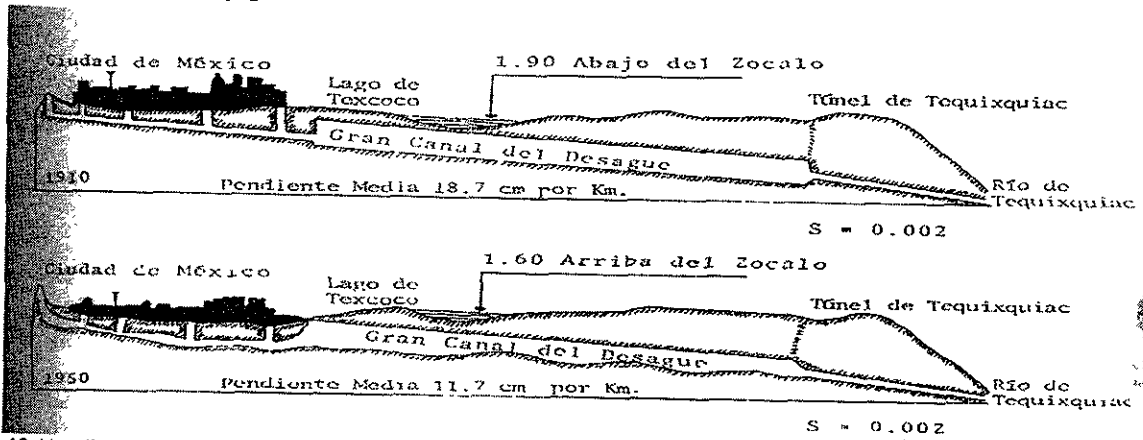 Ciudad de México
1.90 Abajo del Zocalo
Lago de
Texcoco
Túnel de Tequixquiac
Gran Canal del Desague
1910
Pendiente Media 18.7 cm por Km.
Río de
Tequixquiac
S = 0.002
Ciudad de México
1.60 Arriba del Zocalo
Lago de
Texcoco
Túnel de Tequixquiac
Gran Canal del Desague
1950
Pendiente Media 11.7 cm por Km.
Río de
Tequixquiac
S = 0.002